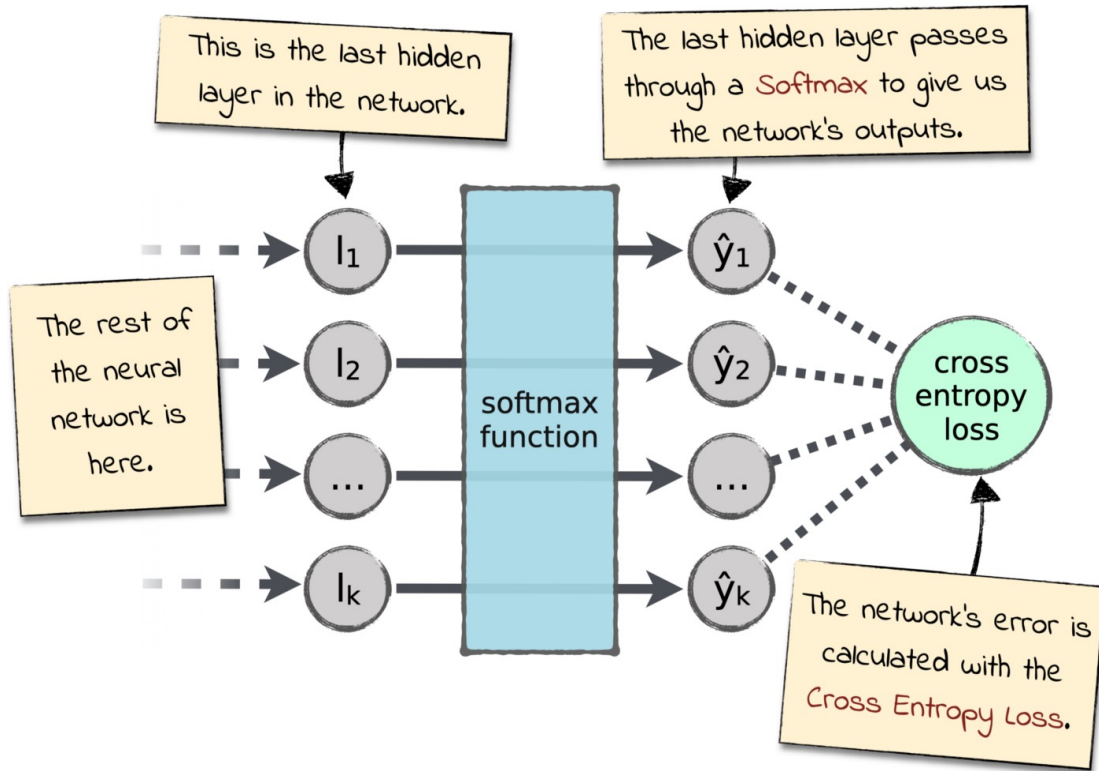 This is the last hidden
layer in the network.
The last hidden layer passes
through a Softmax to give us
the network's outputs.
The rest of
the neural
network is
here.
l₁
l₂
...
lₖ
softmax
function
ŷ₁
ŷ₂
...
ŷₖ
cross
entropy
loss
The network's error is
calculated with the
Cross Entropy Loss.